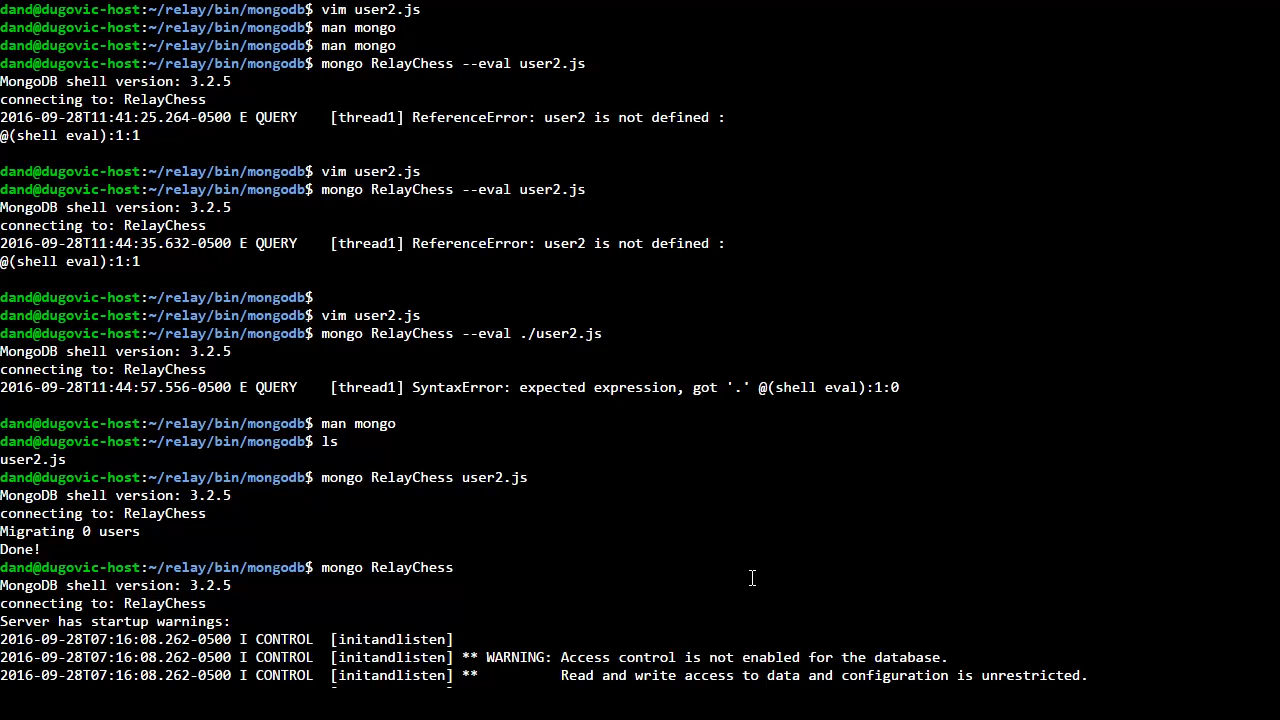 dand@dugovic-host:~/relay/bin/mongodb$ vim user2.js
dand@dugovic-host:~/relay/bin/mongodb$ man mongo
dand@dugovic-host:~/relay/bin/mongodb$ man mongo
dand@dugovic-host:~/relay/bin/mongodb$ mongo RelayChess --eval user2.js
MongoDB shell version: 3.2.5
connecting to: RelayChess
2016-09-28T11:41:25.264-0500 E QUERY    [thread1] ReferenceError: user2 is not defined :
@(shell eval):1:1
dand@dugovic-host:~/relay/bin/mongodb$ vim user2.js
dand@dugovic-host:~/relay/bin/mongodb$ mongo RelayChess --eval user2.js
MongoDB shell version: 3.2.5
connecting to: RelayChess
2016-09-28T11:44:35.632-0500 E QUERY    [thread1] ReferenceError: user2 is not defined :
@(shell eval):1:1
dand@dugovic-host:~/relay/bin/mongodb$
dand@dugovic-host:~/relay/bin/mongodb$ vim user2.js
dand@dugovic-host:~/relay/bin/mongodb$ mongo RelayChess --eval ./user2.js
MongoDB shell version: 3.2.5
connecting to: RelayChess
2016-09-28T11:44:57.556-0500 E QUERY    [thread1] SyntaxError: expected expression, got '.' @(shell eval):1:0
dand@dugovic-host:~/relay/bin/mongodb$ man mongo
dand@dugovic-host:~/relay/bin/mongodb$ ls
user2.js
dand@dugovic-host:~/relay/bin/mongodb$ mongo RelayChess user2.js
MongoDB shell version: 3.2.5
connecting to: RelayChess
Migrating 0 users
Done!
dand@dugovic-host:~/relay/bin/mongodb$ mongo RelayChess
MongoDB shell version: 3.2.5
connecting to: RelayChess
Server has startup warnings:
2016-09-28T07:16:08.262-0500 I CONTROL  [initandlisten]
2016-09-28T07:16:08.262-0500 I CONTROL  [initandlisten] ** WARNING: Access control is not enabled for the database.
2016-09-28T07:16:08.262-0500 I CONTROL  [initandlisten] **          Read and write access to data and configuration is unrestricted.